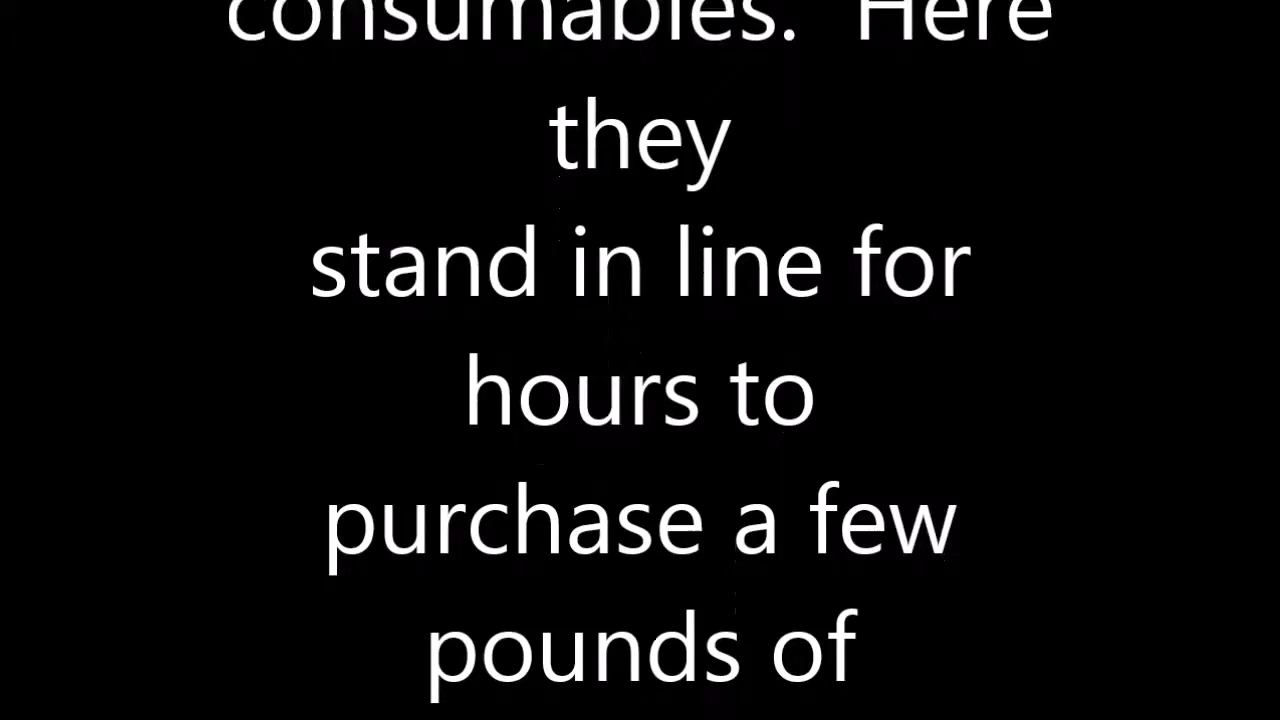 consumables.  Here
they
stand in line for
hours to
purchase a few
pounds of